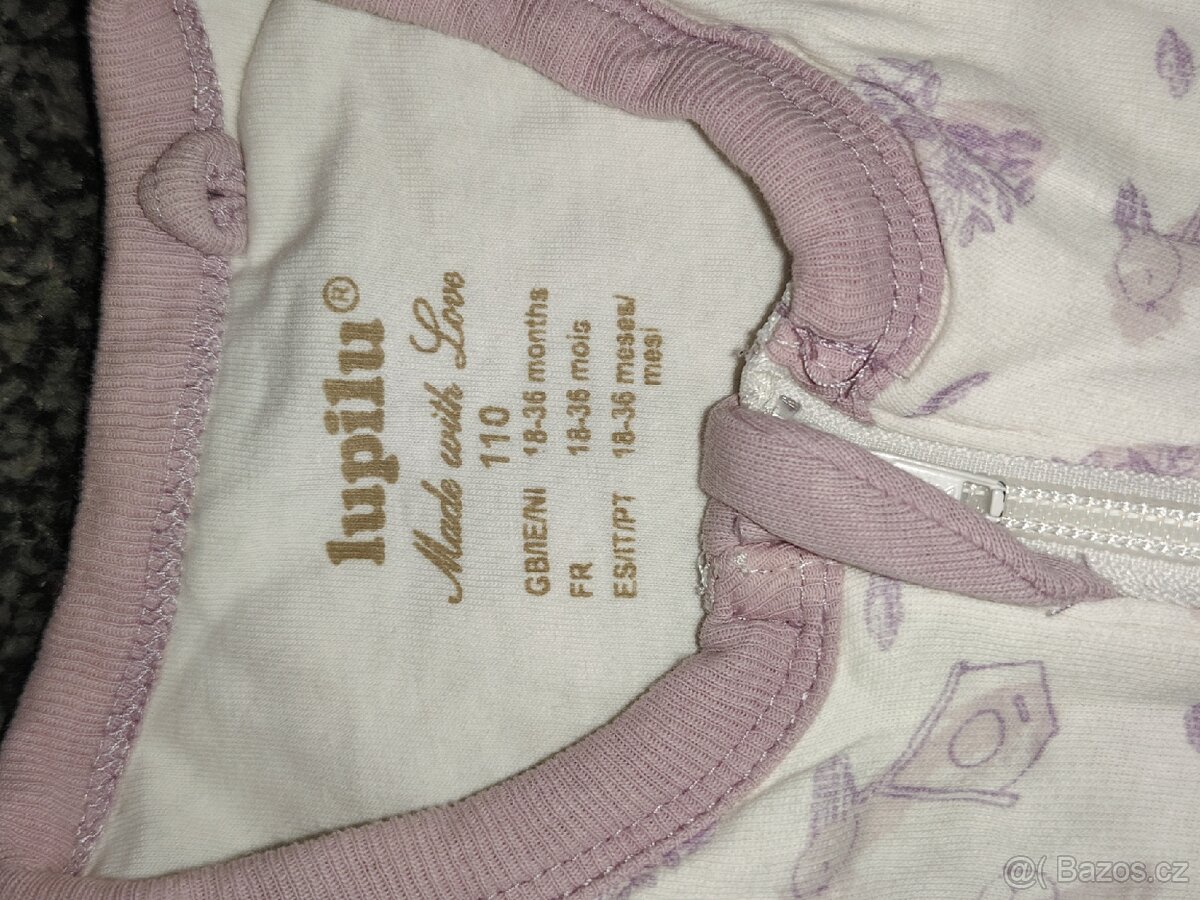 lupilu®
Made with Love
110
GB/IE/NI 18-36 months
FR 18-36 mois
ES/IT/PT 18-36 meses/
mesi
@( Bazos.cz